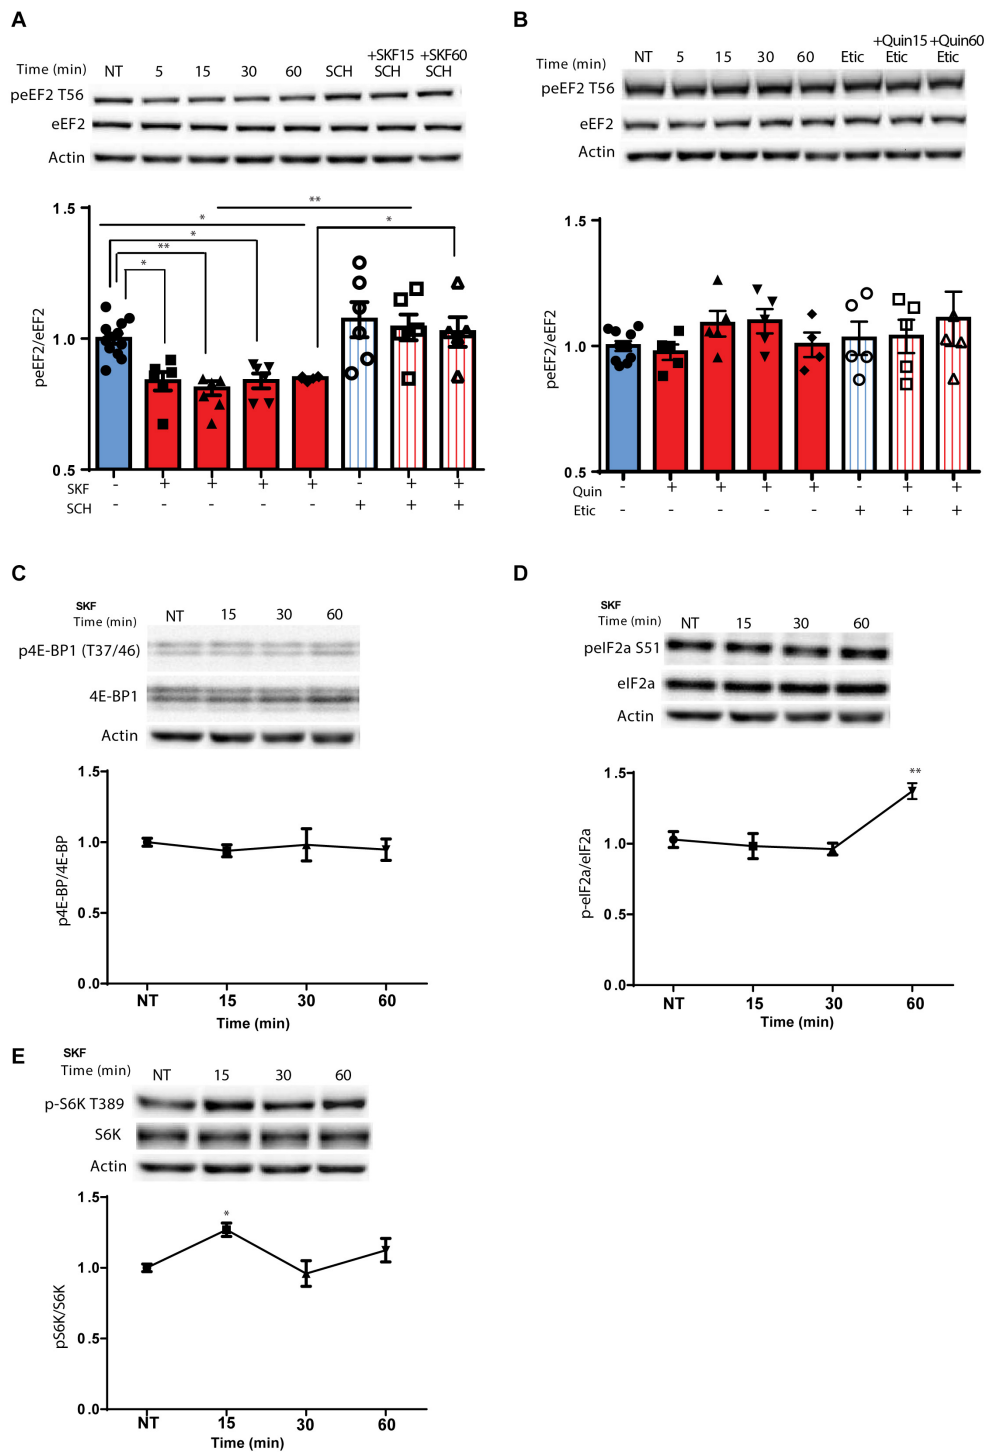 A
+SKF15 +SKF60
Time (min) NT 5 15 30 60 SCH SCH SCH
peEF2 T56
eEF2
Actin
1.5
1.0
0.5
peEF2/eEF2
**
*
*
*
**
*
SKF - + + + + - + +
SCH - - - - - + + +
B
+Quin15 +Quin60
Time (min) NT 5 15 30 60 Etic Etic Etic
peEF2 T56
eEF2
Actin
1.5
1.0
0.5
peEF2/eEF2
Quin - + + + + - + +
Etic - - - - - + + +
C
SKF
Time (min) NT 15 30 60
p4E-BP1 (T37/46)
4E-BP1
Actin
1.5
1.0
0.5
0.0
p4E-BP/4E-BP
NT 15 30 60
Time (min)
D
SKF
Time (min) NT 15 30 60
peIF2a S51
eIF2a
Actin
1.5
1.0
0.5
0.0
p-eIF2a/eIF2a
**
NT 15 30 60
Time (min)
E
SKF
Time (min) NT 15 30 60
p-S6K T389
S6K
Actin
1.5
1.0
0.5
0.0
pS6K/S6K
*
NT 15 30 60
Time (min)